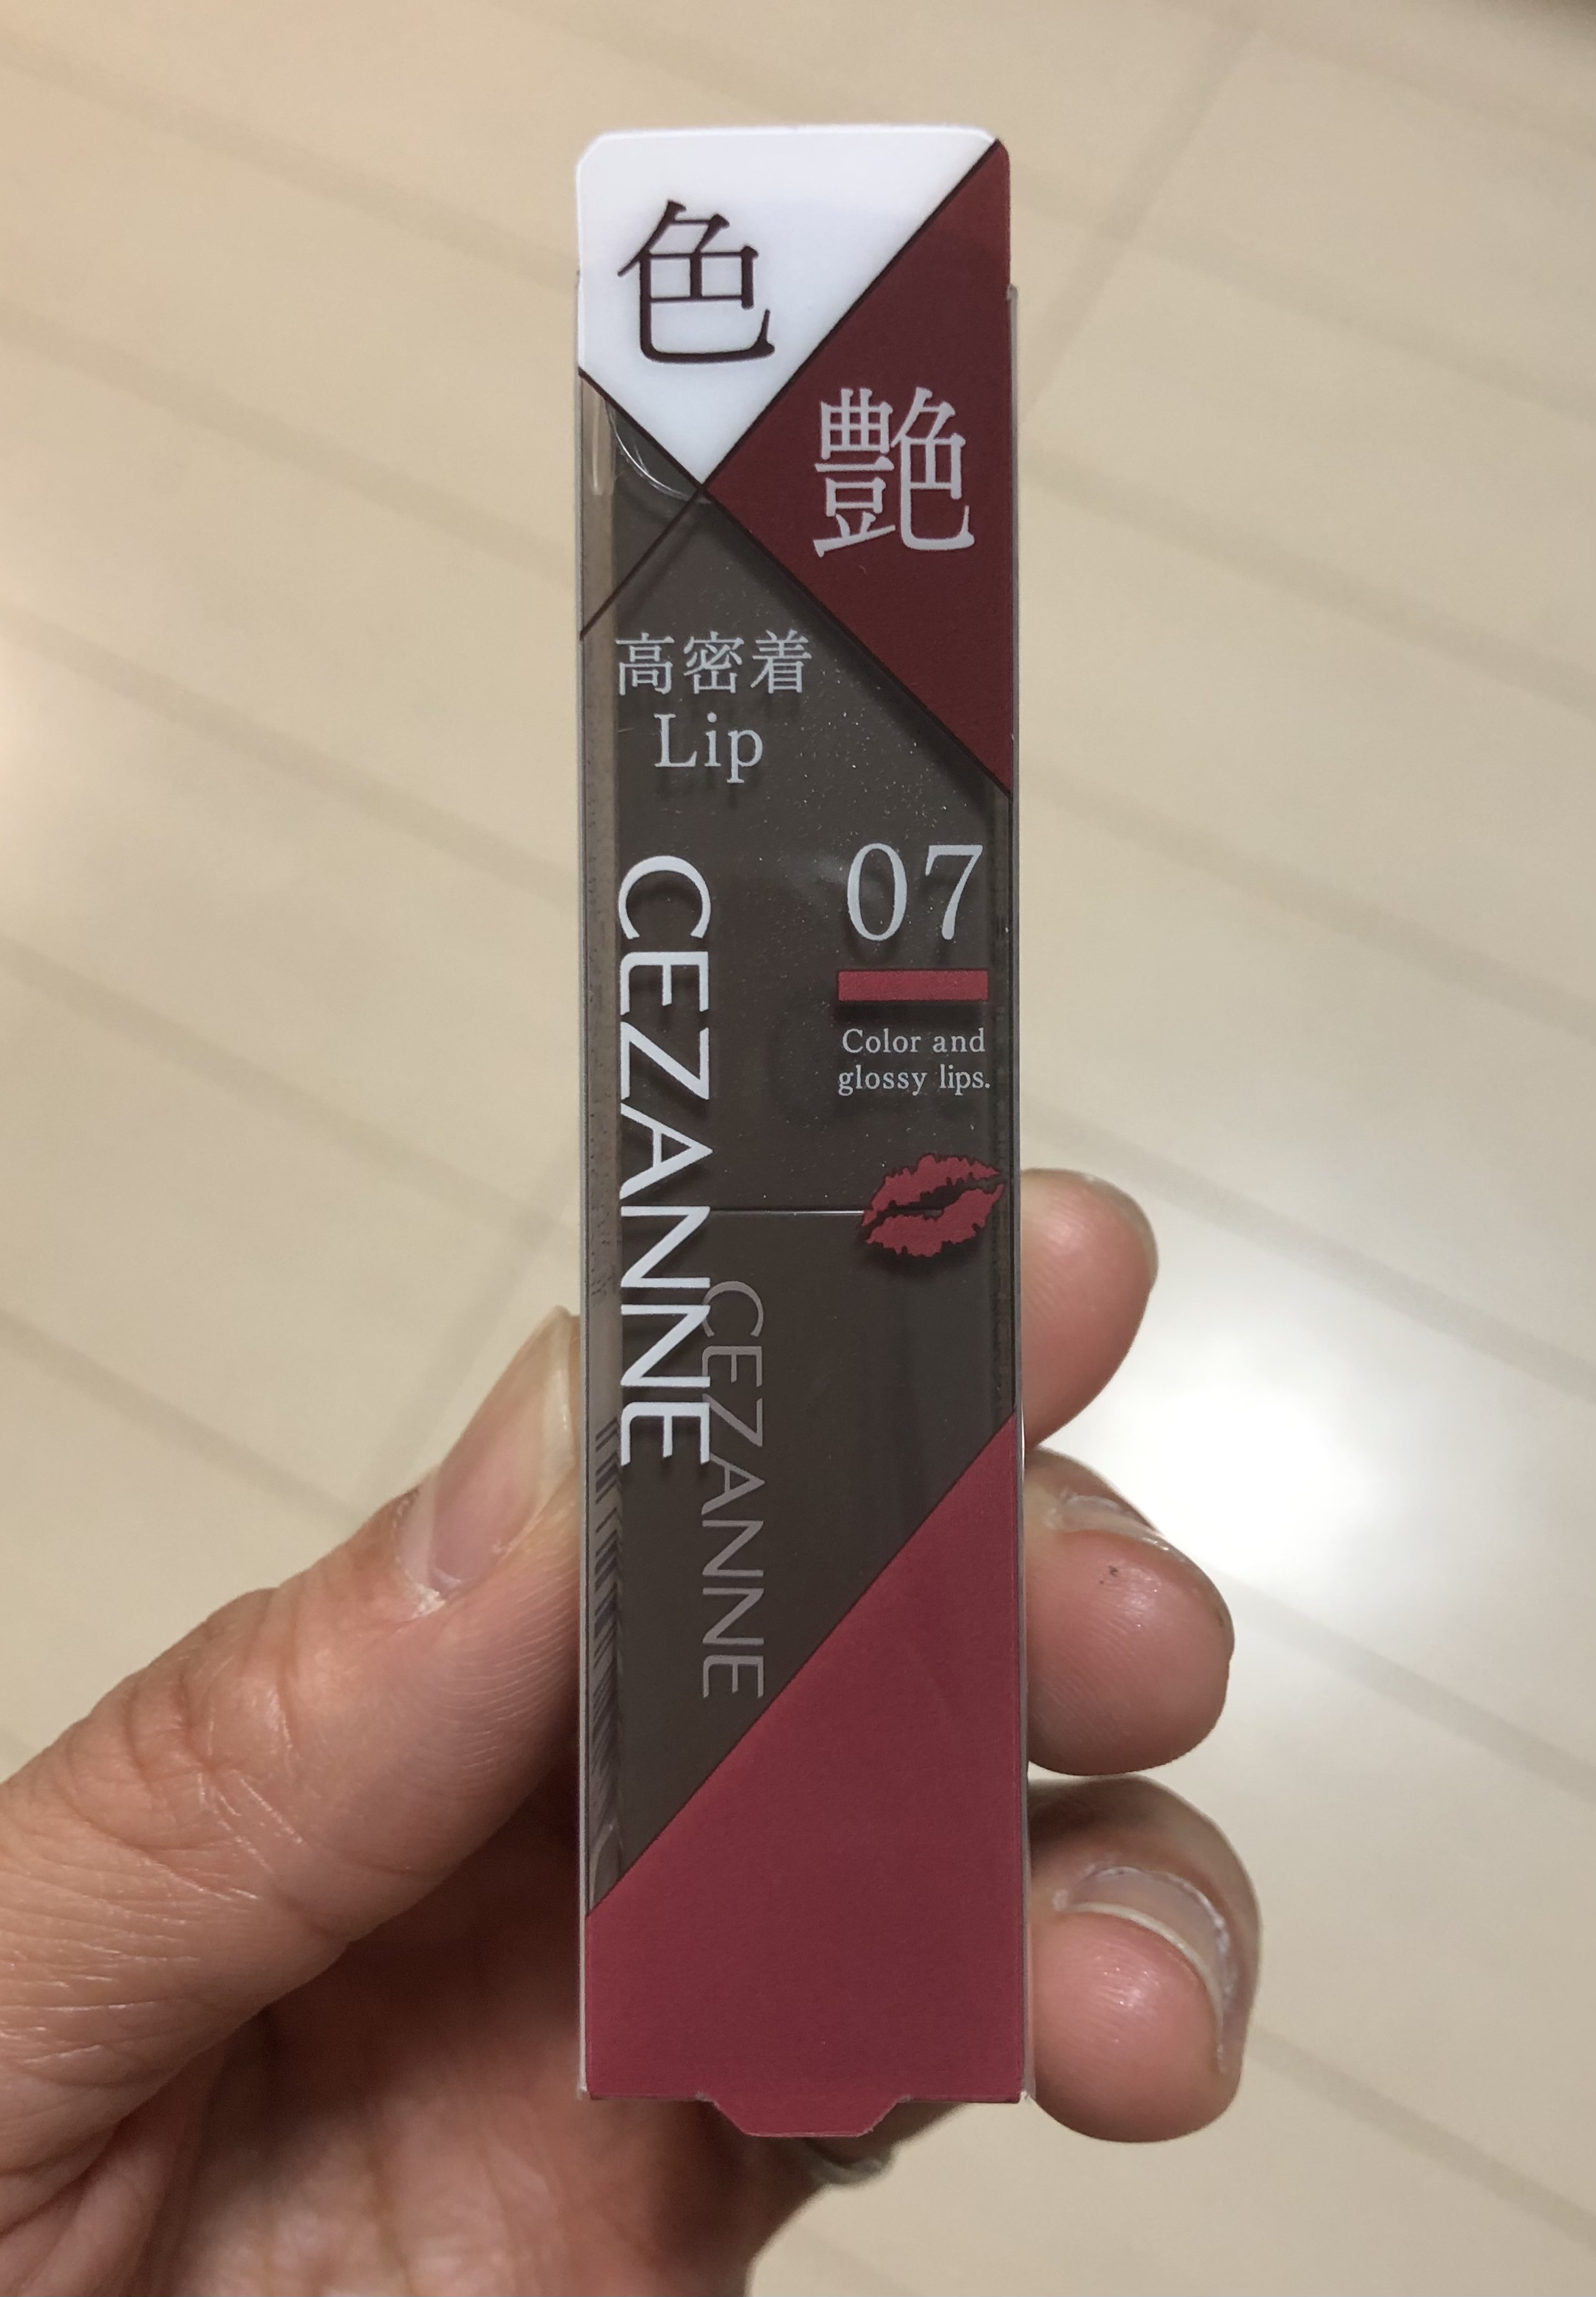 色
艶
高密着
Lip
07
Color and
glossy lips.
CEZANNE
CEZANNE